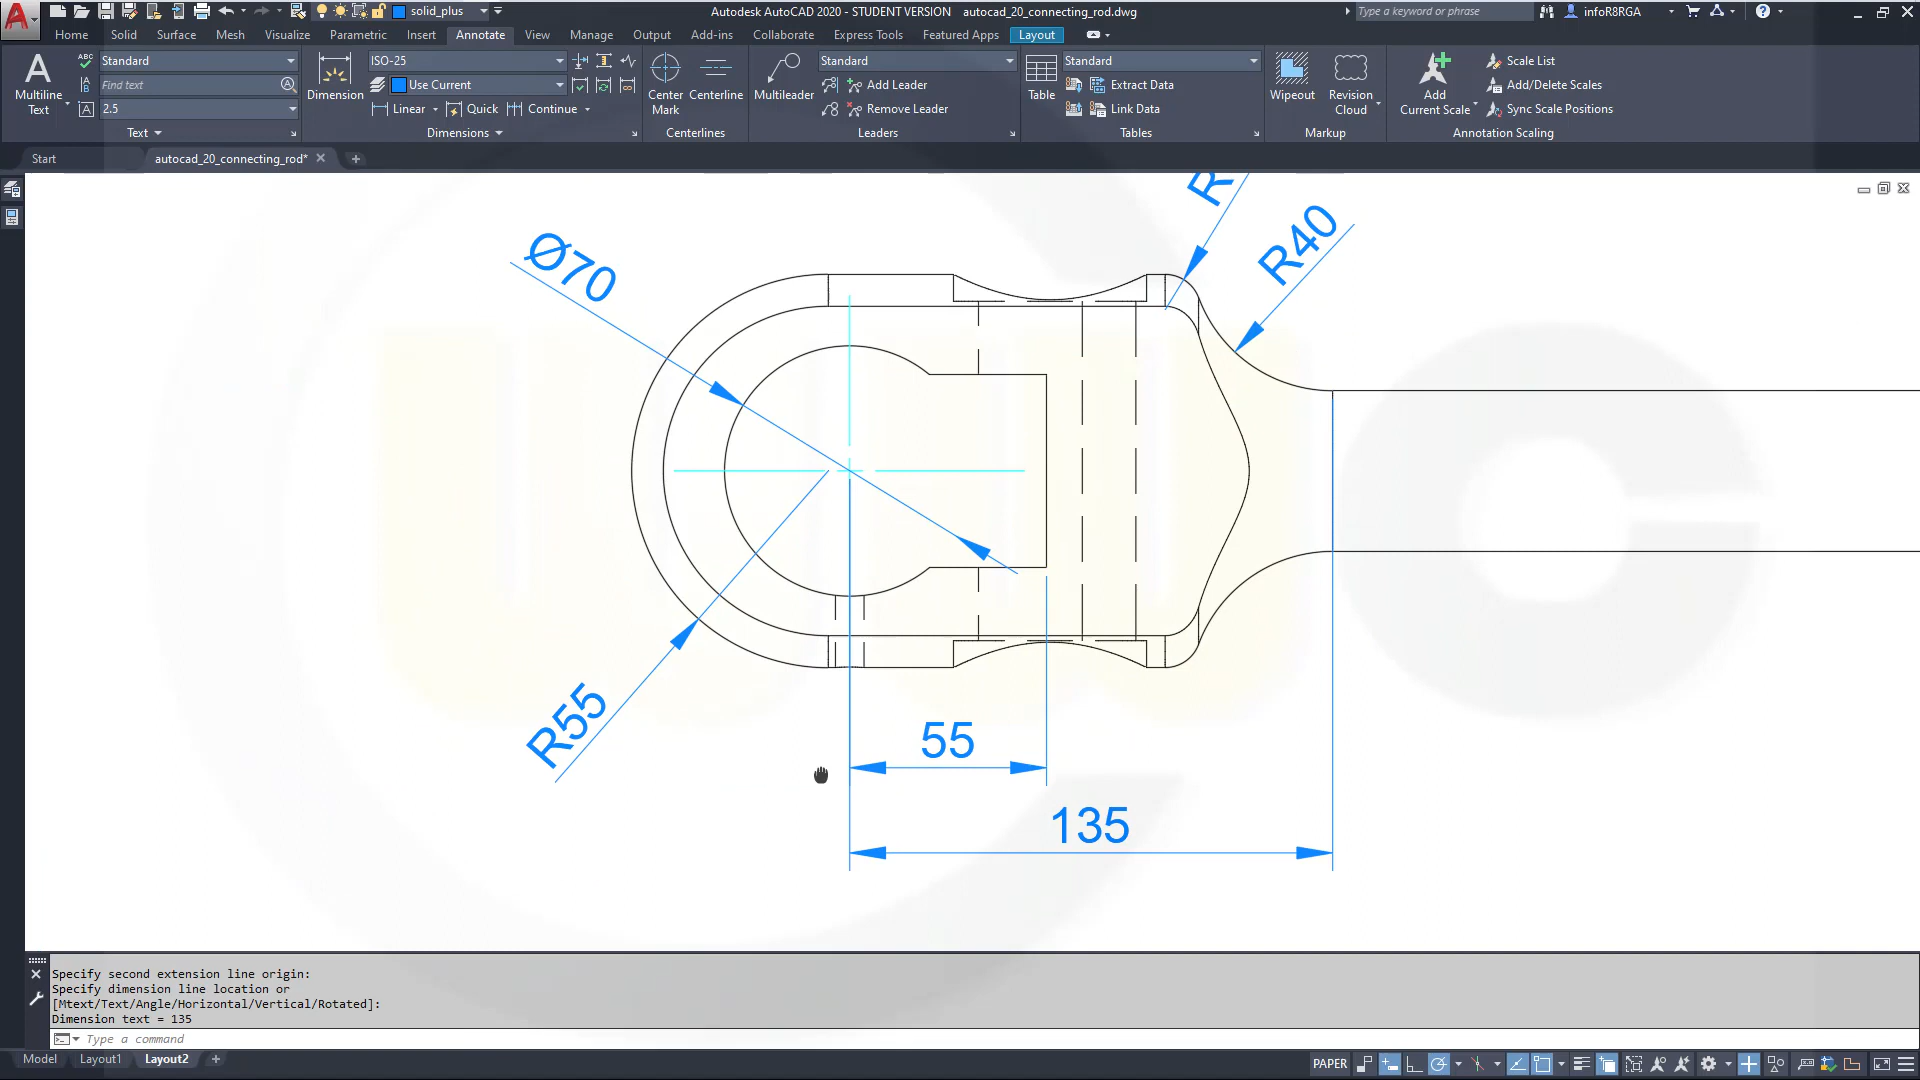 solid_plus
Autodesk AutoCAD 2020 - STUDENT VERSION autocad_20_connecting_rod.dwg
Type a keyword or phrase
infoR8RGA
Home Solid Surface Mesh Visualize Parametric Insert Annotate View Manage Output Add-ins Collaborate Express Tools Featured Apps Layout
Multiline
Text
ABC
Standard
Find text
2.5
Text
Dimension
ISO-25
Use Current
Linear Quick Continue
Dimensions
Center
Mark
Centerline
Centerlines
Multileader
Standard
Add Leader
Remove Leader
Leaders
Table
Standard
Extract Data
Link Data
Tables
Wipeout
Revision
Cloud
Markup
Add
Current Scale
Scale List
Add/Delete Scales
Sync Scale Positions
Annotation Scaling
Start
autocad_20_connecting_rod*
Ø70
R
R40
R55
55
135
Specify second extension line origin:
Specify dimension line location or
[Mtext/Text/Angle/Horizontal/Vertical/Rotated]:
Dimension text = 135
Type a command
Model Layout1 Layout2
PAPER